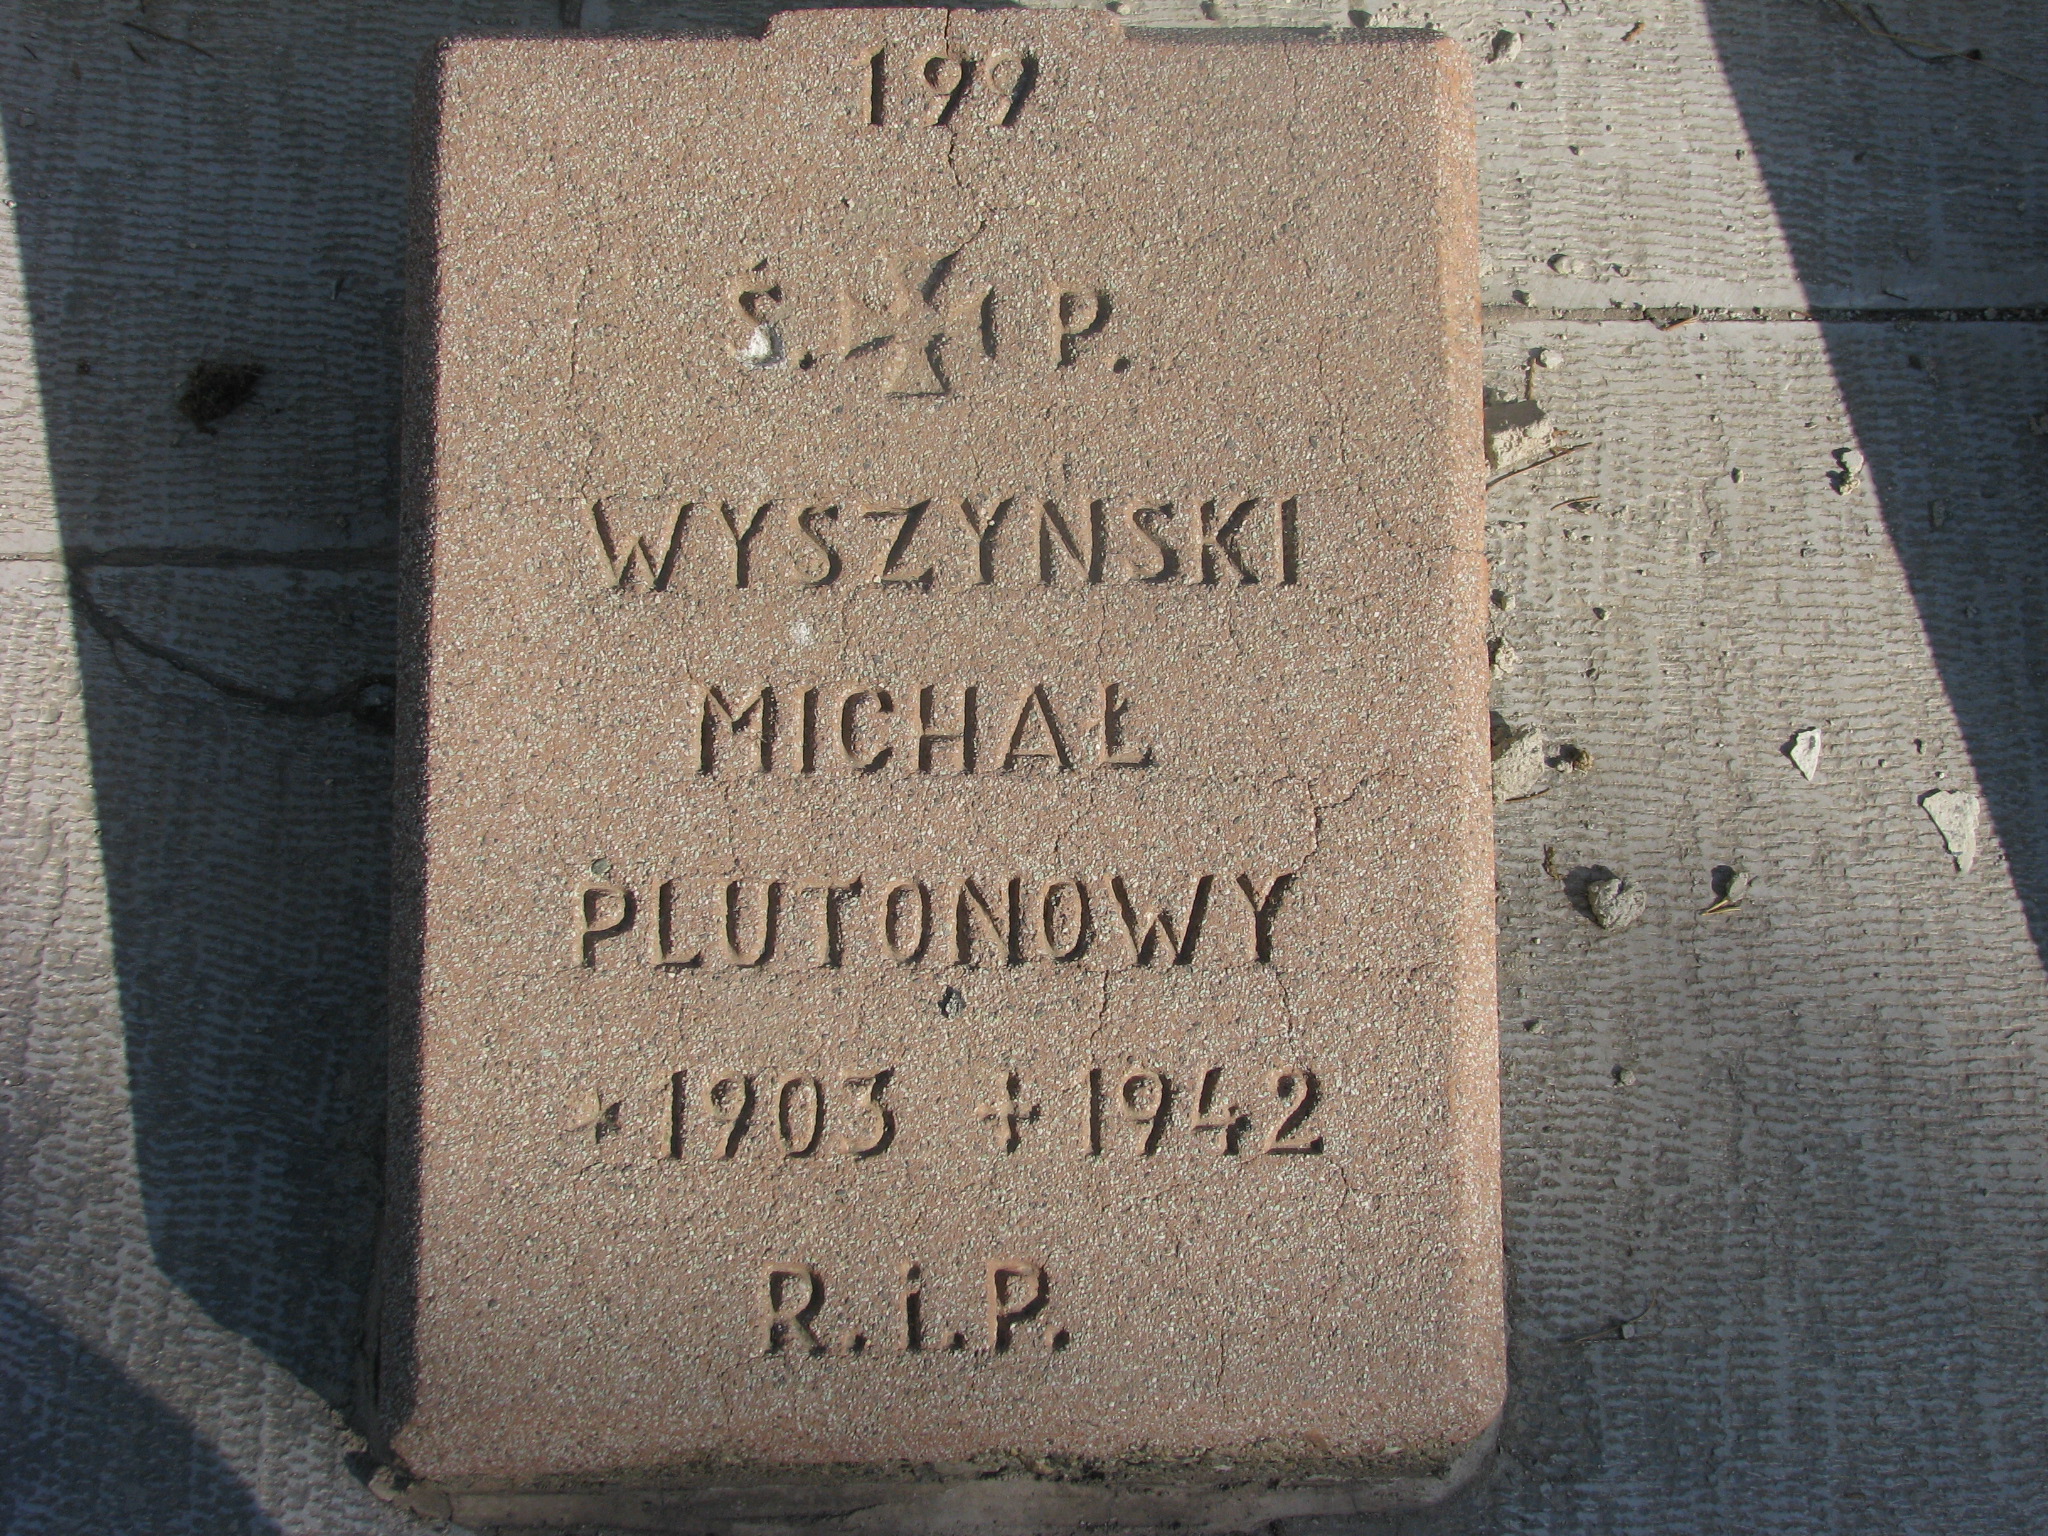 199
Ś. I P.
WYSZYNSKI
MICHAŁ
PLUTONOWY
* 1903 + 1942
R.i.P.